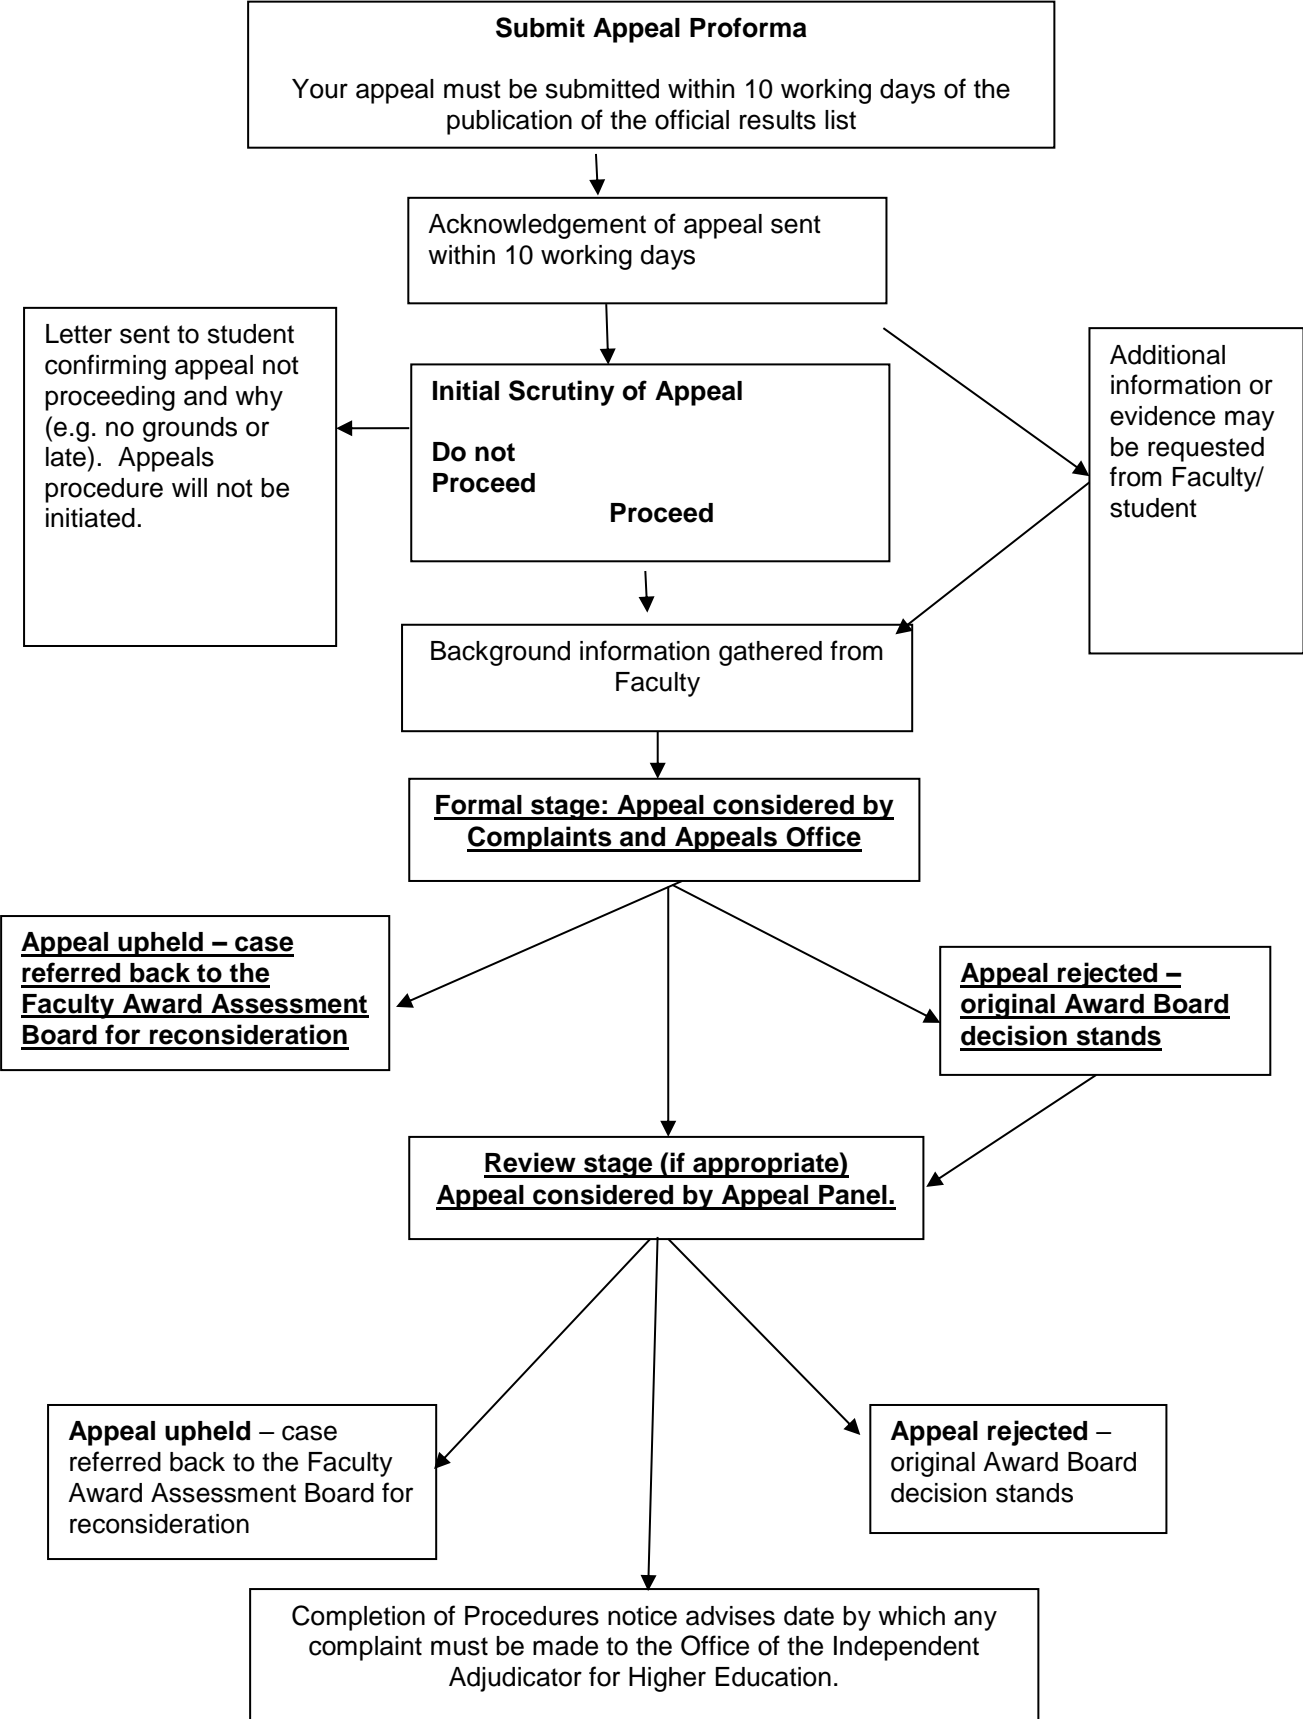 Submit Appeal Proforma
Your appeal must be submitted within 10 working days of the
publication of the official results list
Acknowledgement of appeal sent
within 10 working days
Letter sent to student
confirming appeal not
proceeding and why
(e.g. no grounds or
late).  Appeals
procedure will not be
initiated.
Initial Scrutiny of Appeal
Do not
Proceed
Proceed
Additional
information or
evidence may
be requested
from Faculty/
student
Background information gathered from
Faculty
Formal stage: Appeal considered by
Complaints and Appeals Office
Appeal upheld – case
referred back to the
Faculty Award Assessment
Board for reconsideration
Appeal rejected –
original Award Board
decision stands
Review stage (if appropriate)
Appeal considered by Appeal Panel.
Appeal upheld – case
referred back to the Faculty
Award Assessment Board for
reconsideration
Appeal rejected –
original Award Board
decision stands
Completion of Procedures notice advises date by which any
complaint must be made to the Office of the Independent
Adjudicator for Higher Education.